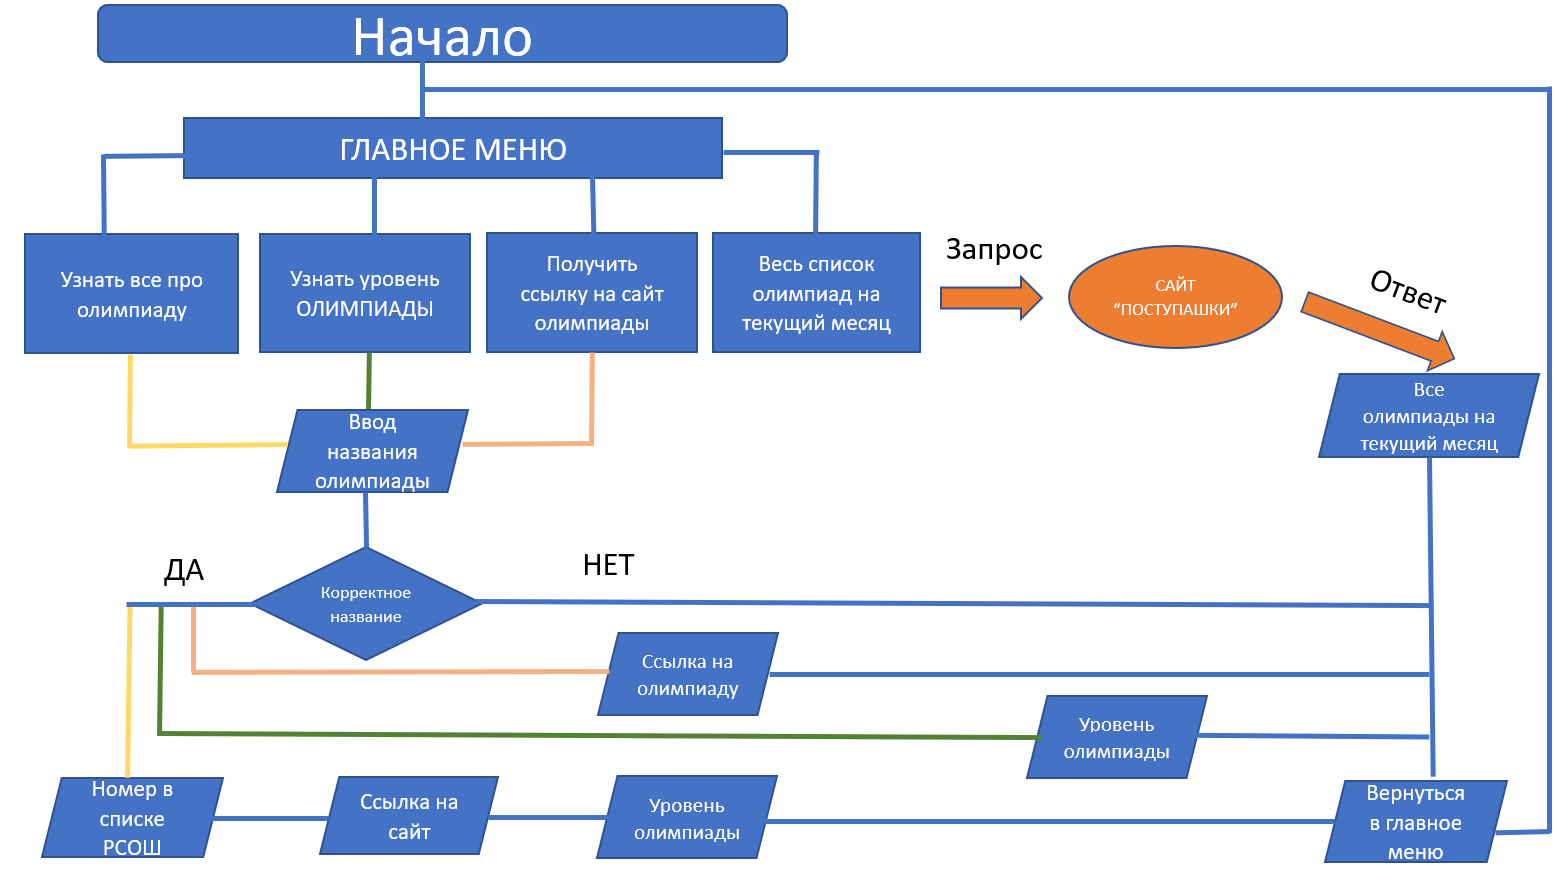 Начало
ГЛАВНОЕ МЕНЮ
Узнать все про
олимпиаду
Узнать уровень
ОЛИМПИАДЫ
Получить
ссылку на сайт
олимпиады
Весь список
олимпиад на
текущий месяц
Запрос
САЙТ
“ПОСТУПАШКИ”
Ответ
Все
олимпиады на
текущий месяц
Ввод
названия
олимпиады
Корректное
название
ДА
НЕТ
Ссылка на
олимпиаду
Уровень
олимпиады
Номер в
списке
РСОШ
Ссылка на
сайт
Уровень
олимпиады
Вернуться
в главное
меню